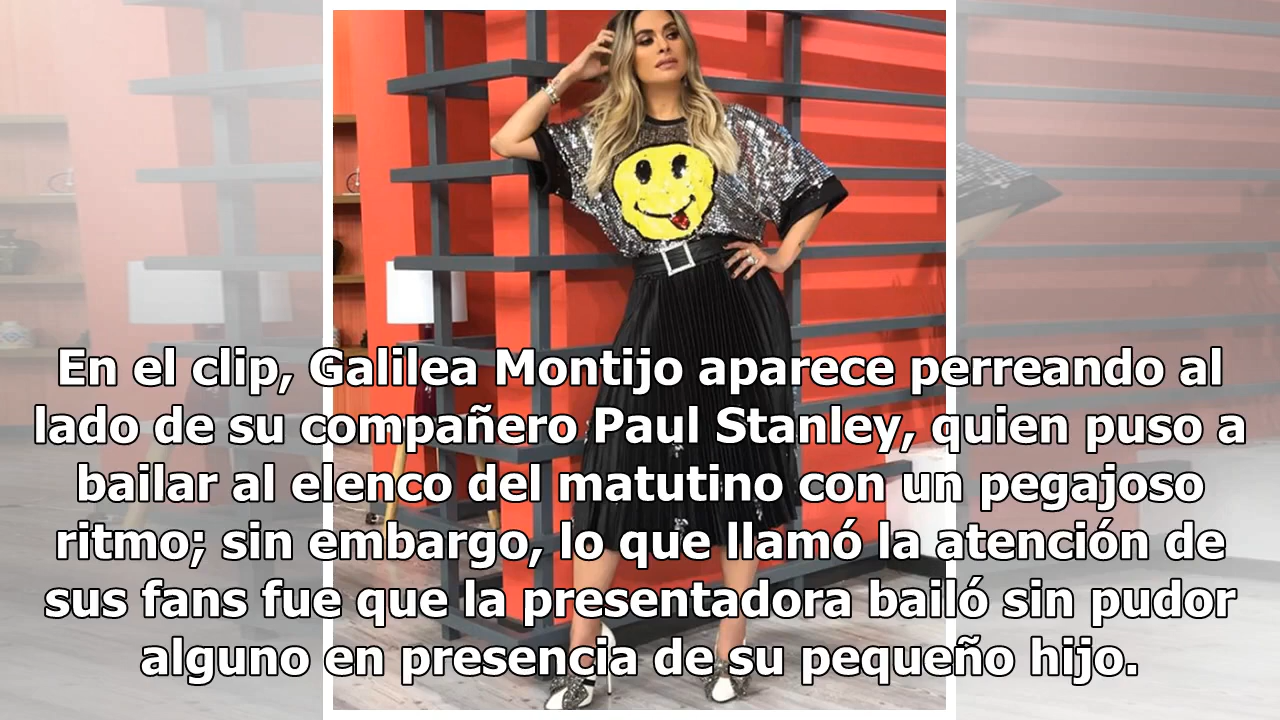 En el clip, Galilea Montijo aparece perreando al
lado de su compañero Paul Stanley, quien puso a
bailar al elenco del matutino con un pegajoso
ritmo; sin embargo, lo que llamó la atención de
sus fans fue que la presentadora bailó sin pudor
alguno en presencia de su pequeño hijo.